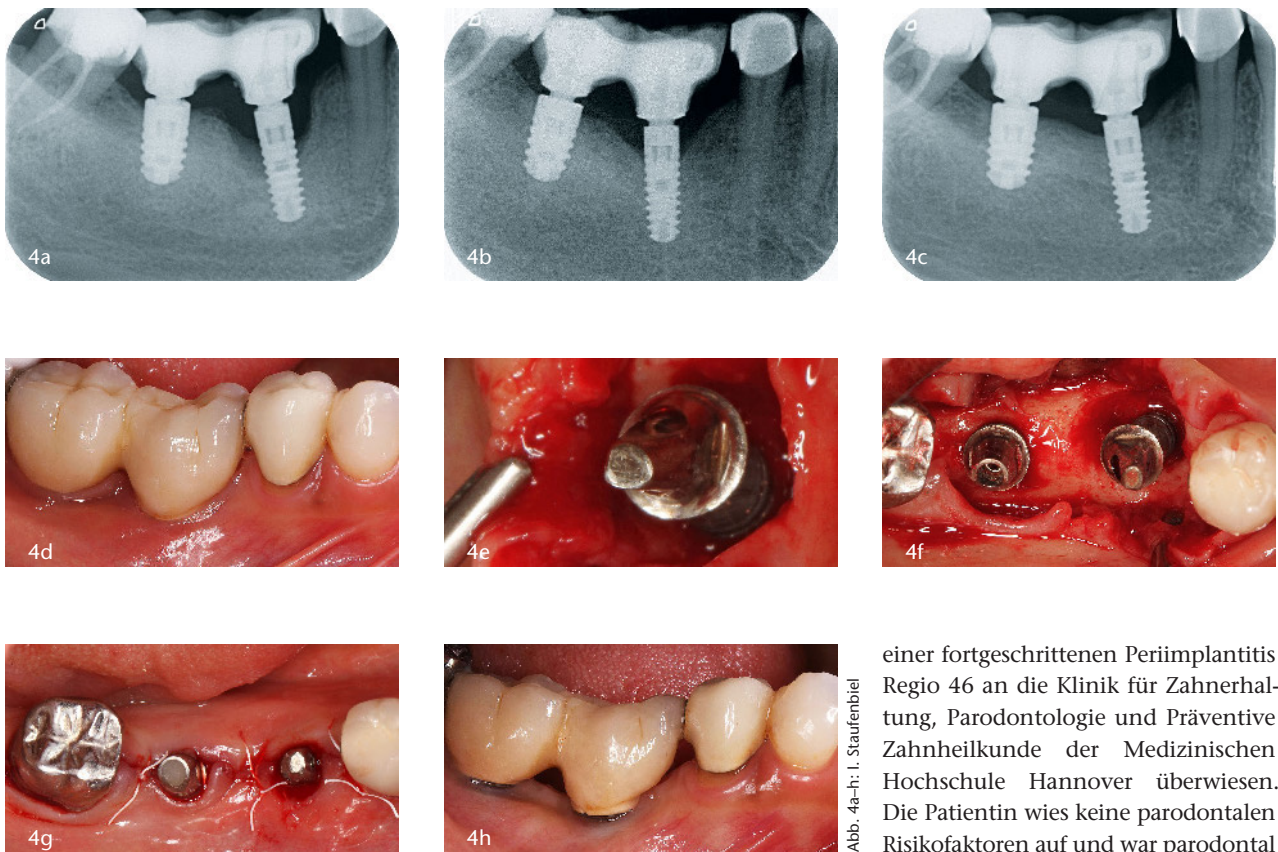 4a
4b
4c
4d
4e
4f
4g
4h
Abb. 4a–h: I. Staufenbiel
einer fortgeschrittenen Periimplantitis
Regio 46 an die Klinik für Zahnerhal-
tung, Parodontologie und Präventive
Zahnheilkunde der Medizinischen
Hochschule Hannover überwiesen.
Die Patientin wies keine parodontalen
Risikofaktoren auf und war parodontal